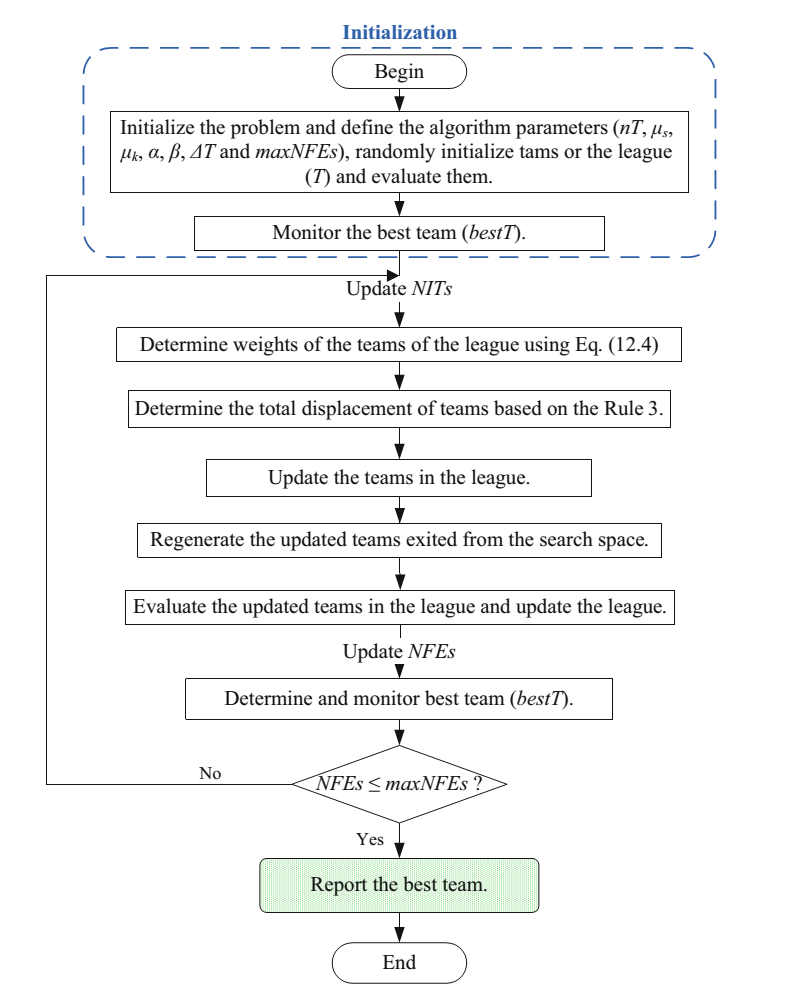 Initialization
Begin
Initialize the problem and define the algorithm parameters (nT, μs,
μk, α, β, ΔT and maxNFEs), randomly initialize tams or the league
(T) and evaluate them.
Monitor the best team (bestT).
Update NITs
Determine weights of the teams of the league using Eq. (12.4)
Determine the total displacement of teams based on the Rule 3.
Update the teams in the league.
Regenerate the updated teams exited from the search space.
Evaluate the updated teams in the league and update the league.
Update NFEs
Determine and monitor best team (bestT).
No
NFEs ≤ maxNFEs ?
Yes
Report the best team.
End